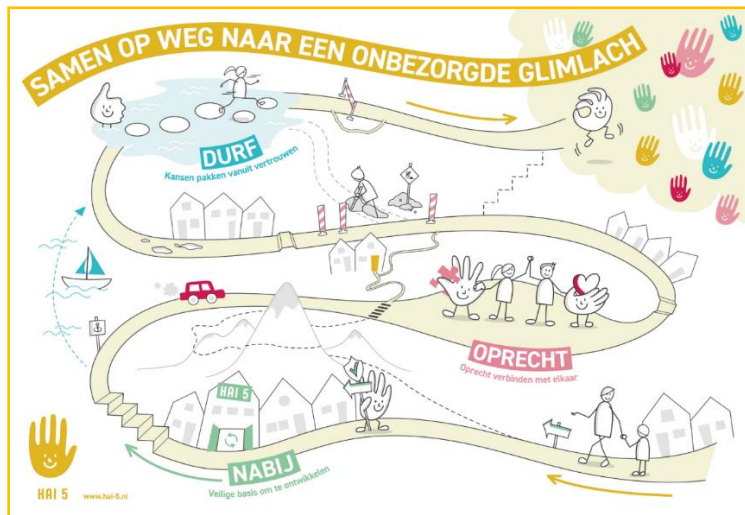 SAMEN OP WEG NAAR EEN ONBEZORGDE GLIMLACH
DURF
Kansen pakken vanuit vertrouwen
OPRECHT
Oprecht verbinden met elkaar
HAI 5
NABIJ
Veilige basis om te ontwikkelen
HAI 5
www.hai-5.nl